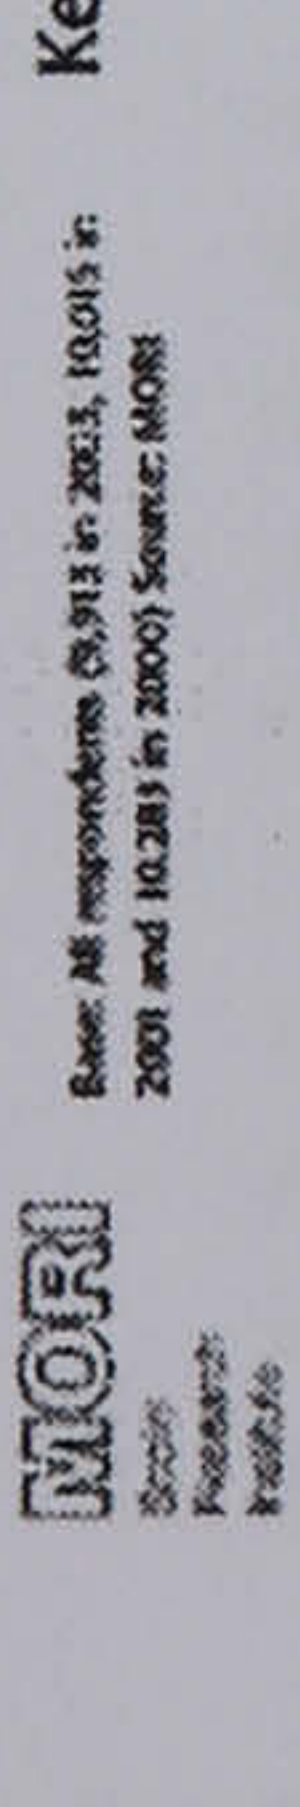 MORI
Social
Research
Institute
Base: All respondents (9,913 in 2003, 10,015 in
2001 and 10,283 in 2000) Source: MORI
Ke